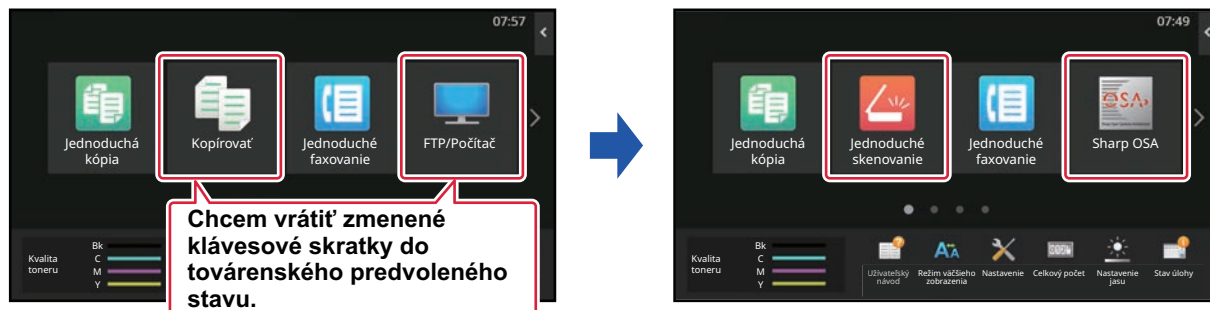 07:57
Jednoduchá
kópia
Kopírovať
Jednoduché
faxovanie
FTP/Počítač
Chcem vrátiť zmenené
klávesové skratky do
továrenského predvoleného
stavu.
Kvalita
toneru
Bk
C
M
Y
07:49
Jednoduchá
kópia
Jednoduché
skenovanie
Jednoduché
faxovanie
OSA
Sharp OSA
Kvalita
toneru
Bk
C
M
Y
Užívateľský
návod
Režim väčšieho
zobrazenia
Nastavenie
Celkový počet
Nastavenie
jasu
Stav úlohy